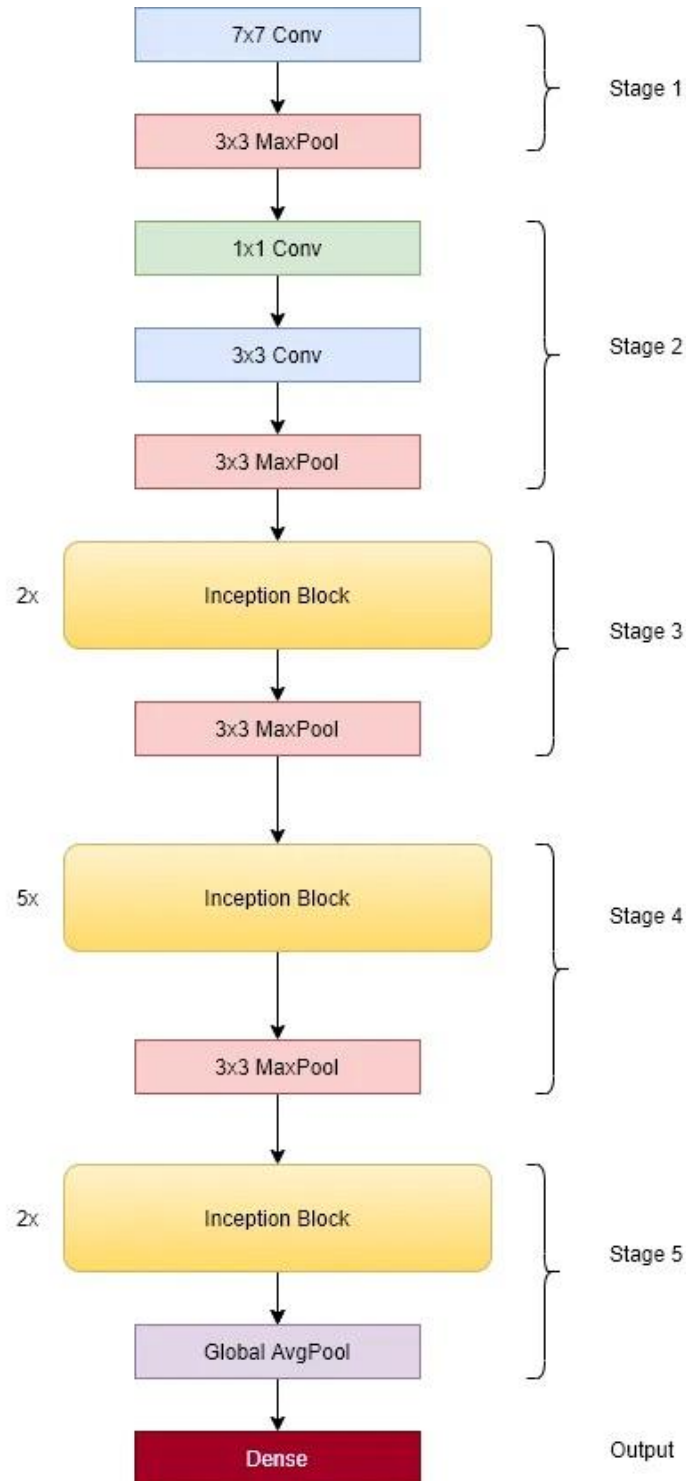 7x7 Conv
Stage 1
3x3 MaxPool
1x1 Conv
3x3 Conv
Stage 2
3x3 MaxPool
2x
Inception Block
Stage 3
3x3 MaxPool
5x
Inception Block
Stage 4
3x3 MaxPool
2x
Inception Block
Stage 5
Global AvgPool
Dense
Output